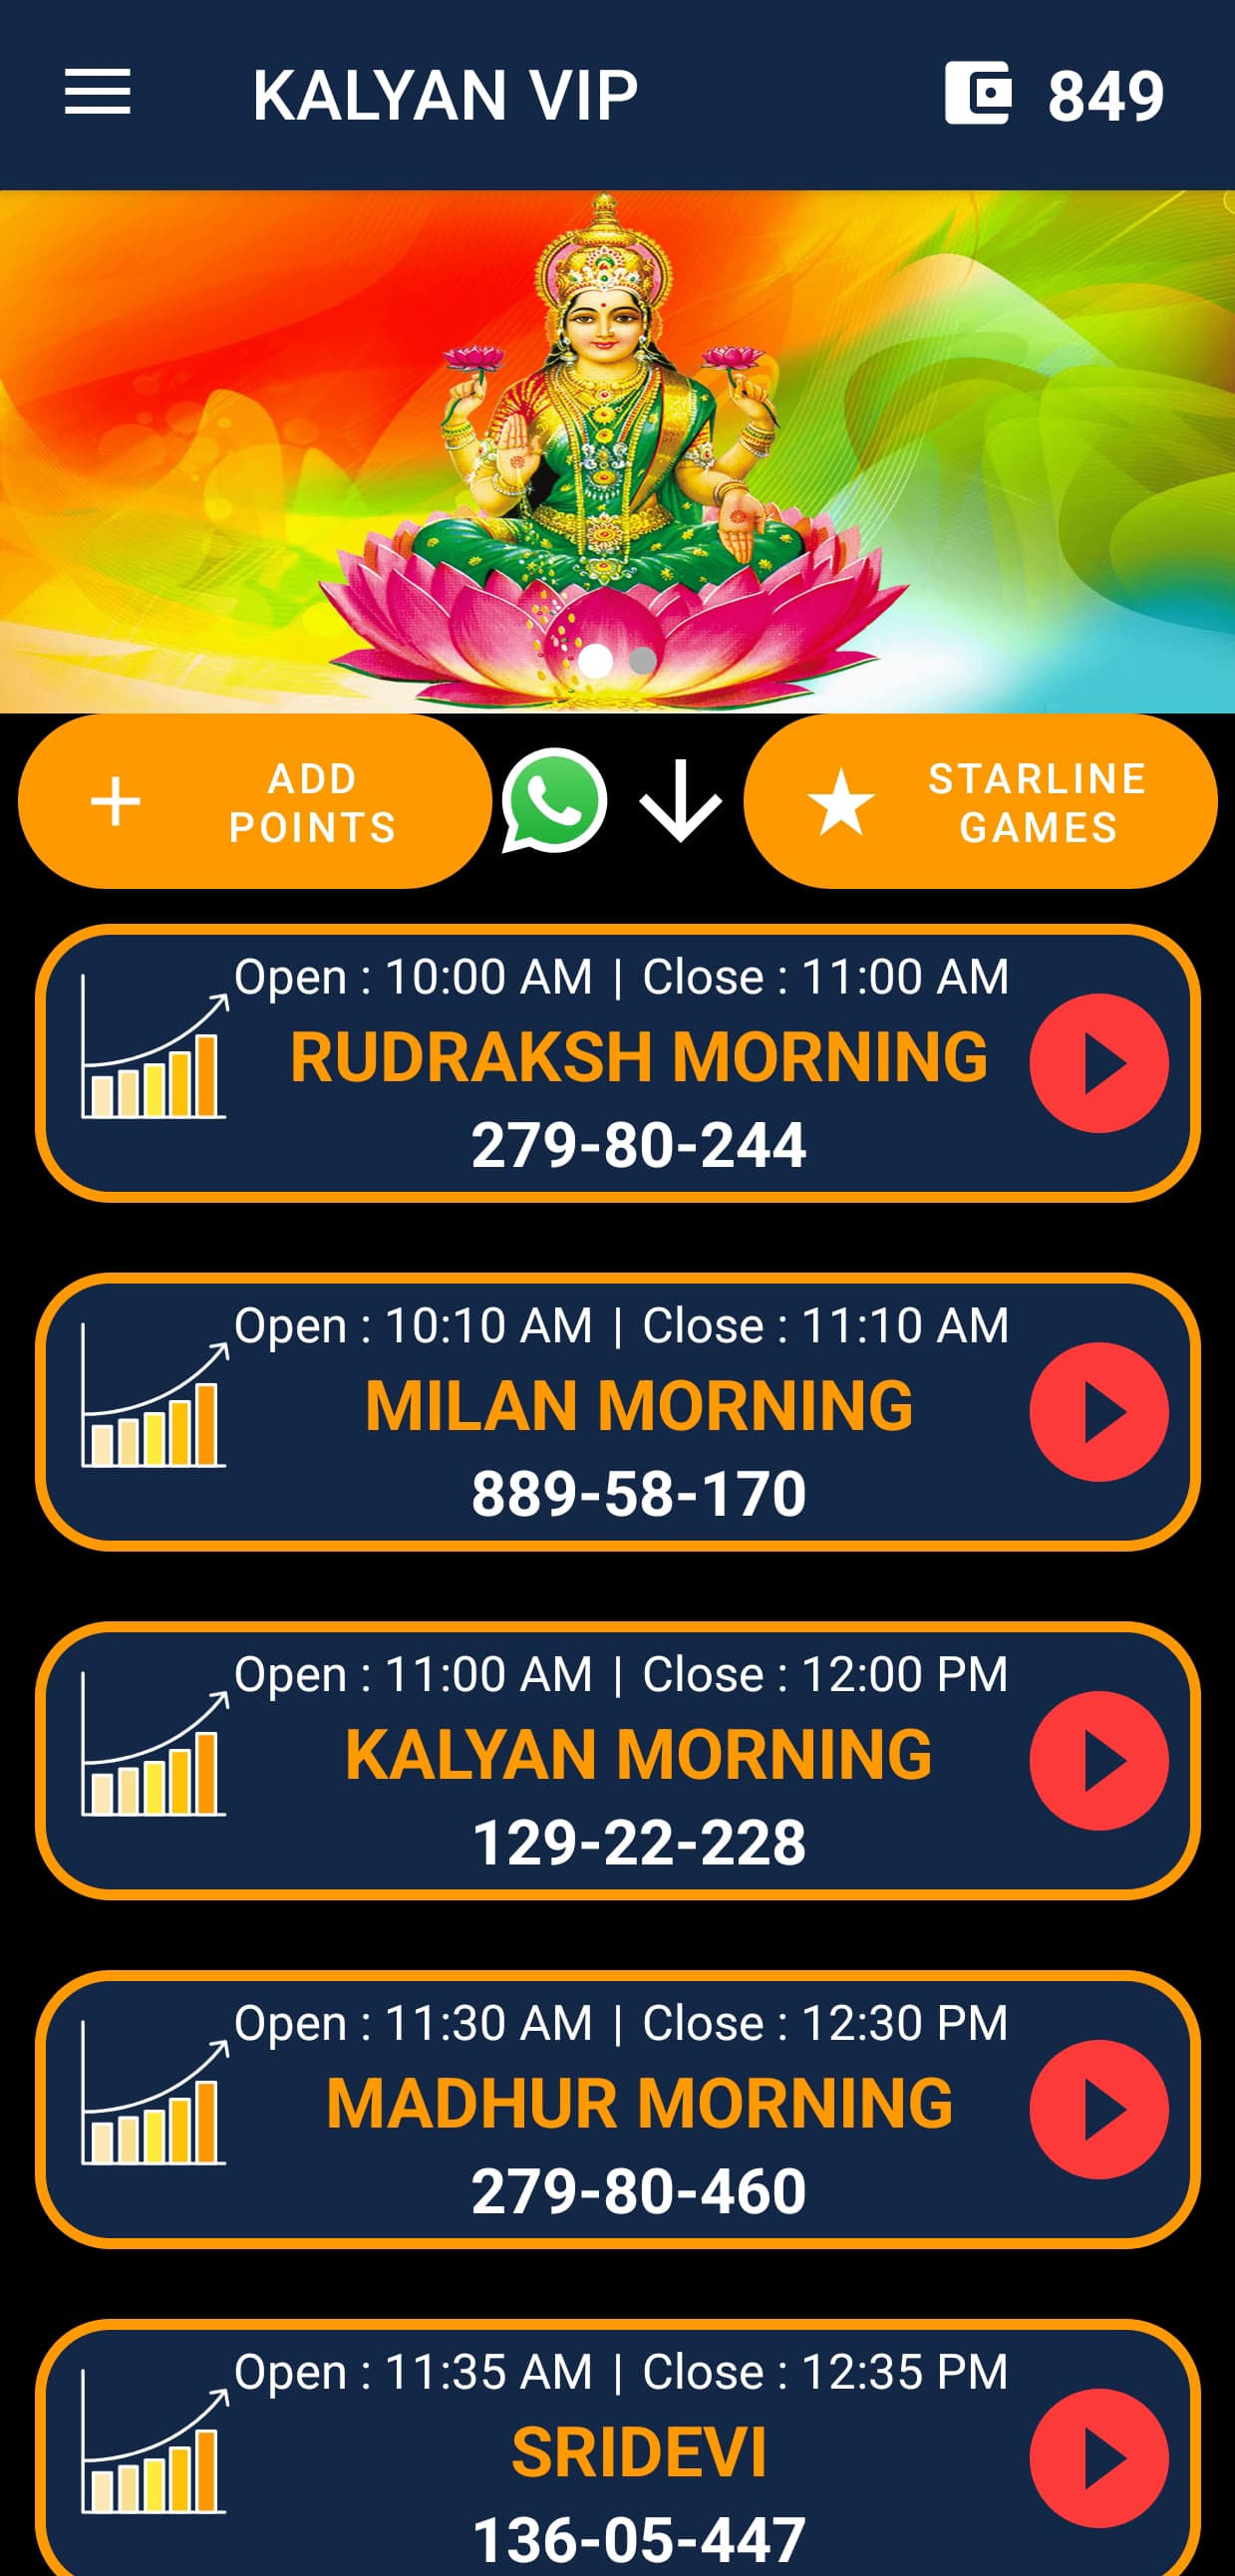 KALYAN VIP
849
ADD
POINTS
STARLINE
GAMES
Open : 10:00 AM | Close : 11:00 AM
RUDRAKSH MORNING
279-80-244
Open : 10:10 AM | Close : 11:10 AM
MILAN MORNING
889-58-170
Open : 11:00 AM | Close : 12:00 PM
KALYAN MORNING
129-22-228
Open : 11:30 AM | Close : 12:30 PM
MADHUR MORNING
279-80-460
Open : 11:35 AM | Close : 12:35 PM
SRIDEVI
136-05-447